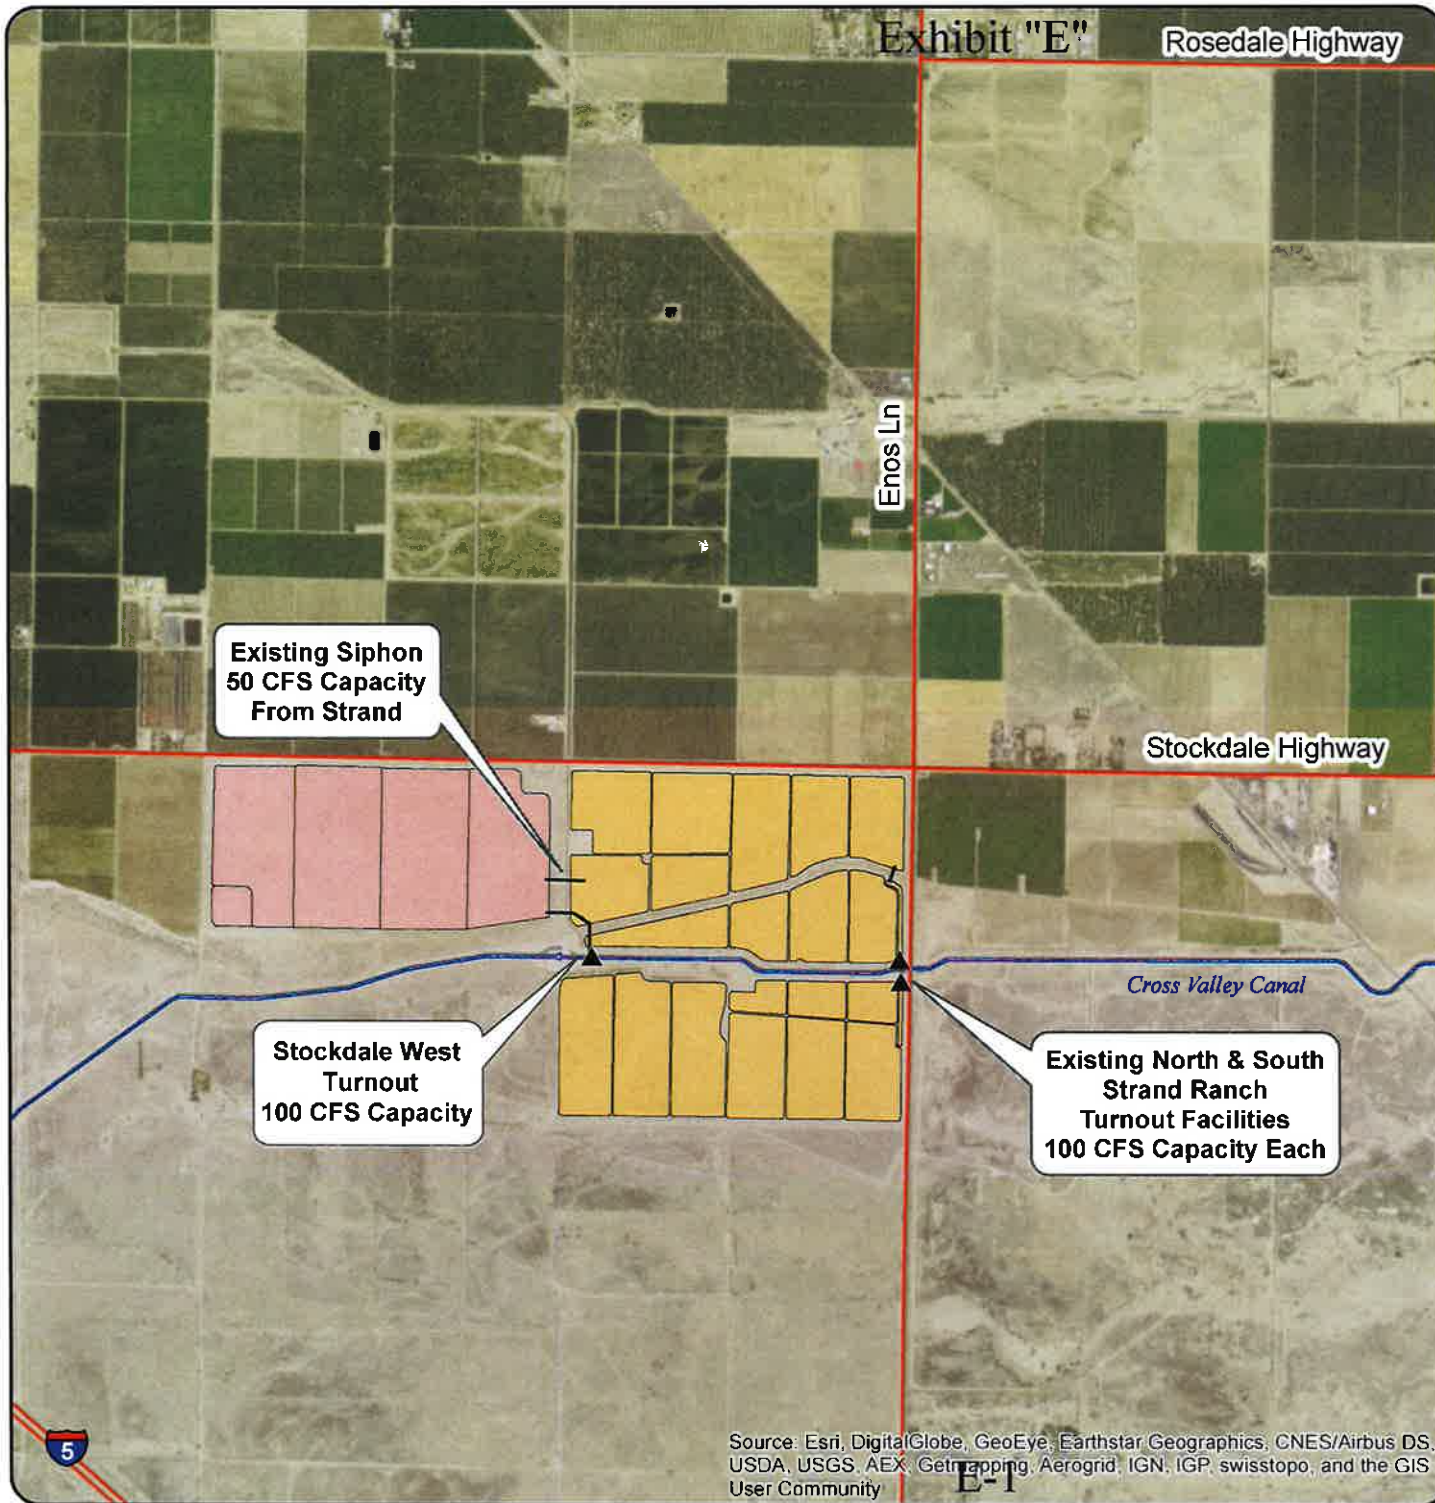 Exhibit "E"
Rosedale Highway
Enos Ln
Existing Siphon
50 CFS Capacity
From Strand
Stockdale Highway
Cross Valley Canal
Stockdale West
Turnout
100 CFS Capacity
Existing North & South
Strand Ranch
Turnout Facilities
100 CFS Capacity Each
5
Source: Esri, DigitalGlobe, GeoEye, Earthstar Geographics, CNES/Airbus DS,
USDA, USGS, AEX, Getmapping, Aerogrid, IGN, IGP, swisstopo, and the GIS
User Community
E-1